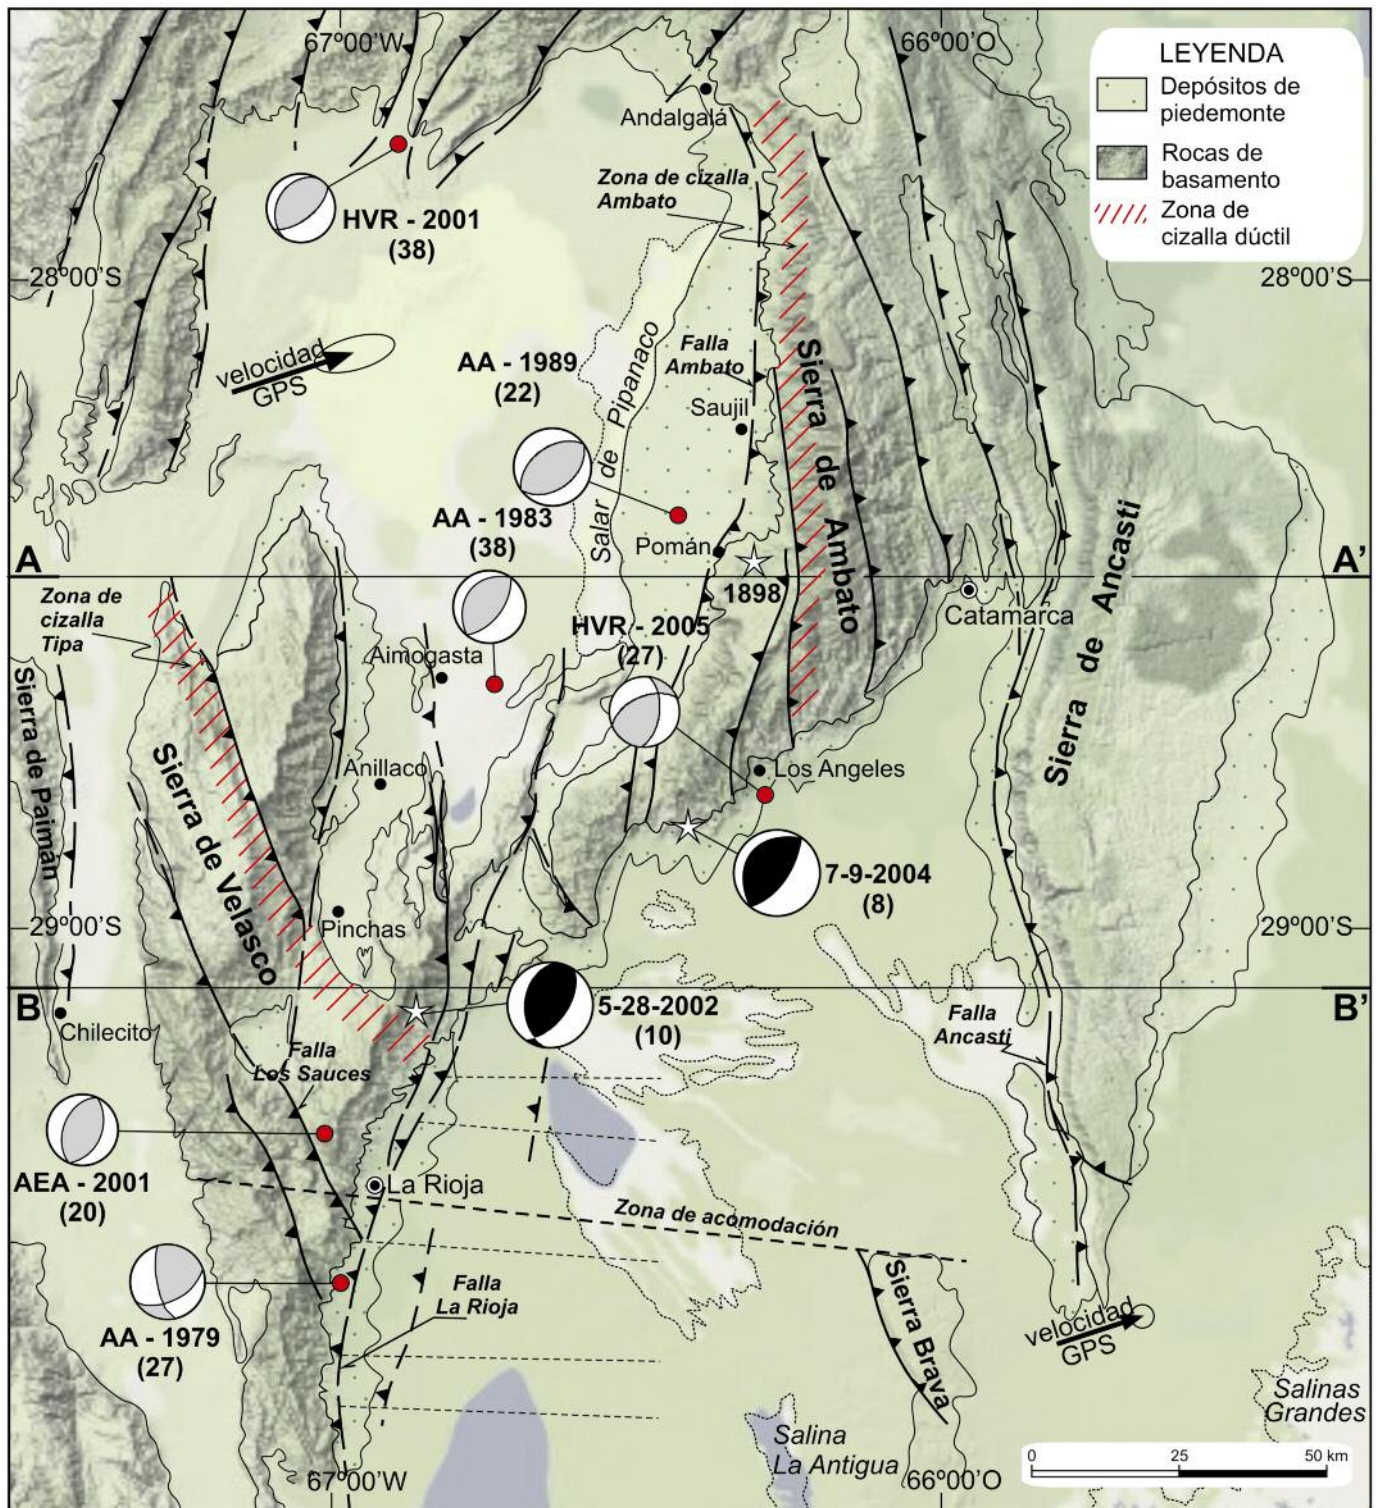 67º00'W
66º00'O
LEYENDA
Depósitos de
piedemonte
Rocas de
basamento
Zona de
cizalla dúctil
Andalgalá
Zona de cizalla
Ambato
HVR - 2001
(38)
28º00'S
28º00'S
velocidad
GPS
AA - 1989
(22)
Falla
Ambato
Saujil
Salar de Pipanaco
Sierra de Ambato
AA - 1983
(38)
Pomán
1898
A
A'
Zona de
cizalla
Tipa
Catamarca
Sierra de Ancasti
HVR - 2005
(27)
Aimogasta
Sierra de Paimán
Sierra de Velasco
Anillaco
Los Angeles
7-9-2004
(8)
Pinchas
29º00'S
29º00'S
B
B'
5-28-2002
(10)
Chilecito
Falla
Ancasti
Falla
Los Sauces
AEA - 2001
(20)
La Rioja
Zona de acomodación
Falla
La Rioja
Sierra Brava
velocidad
GPS
AA - 1979
(27)
Salinas
Grandes
Salina
La Antigua
0 25 50 km
67º00'W
66º00'O